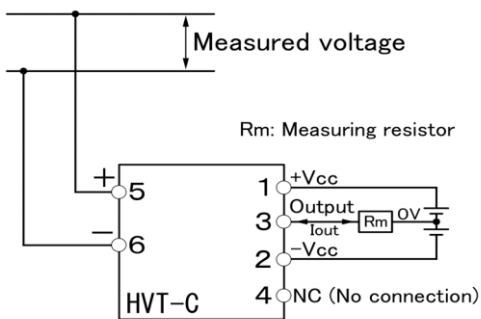 Measured voltage
Rm: Measuring resistor
+ 5
− 6
1 +Vcc
3 Output
Iout
Rm
0V
2 −Vcc
4 NC (No connection)
HVT-C